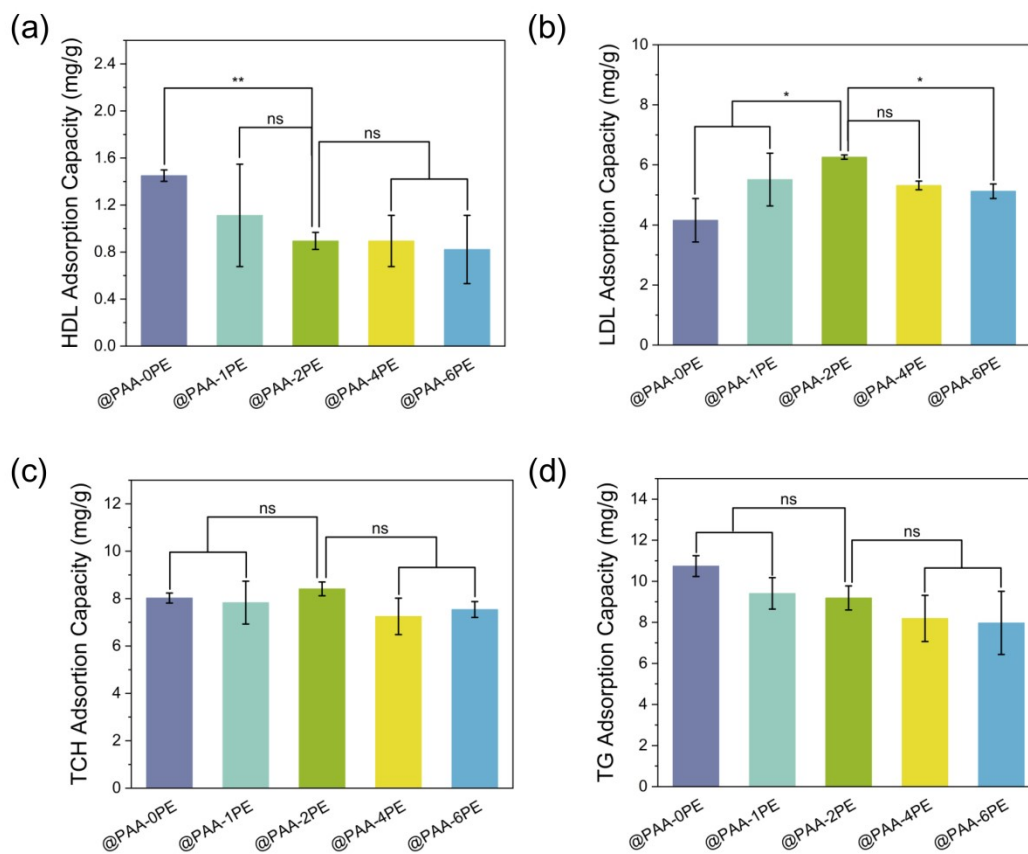 (a)
HDL Adsorption Capacity (mg/g)
2.4
2.0
1.6
1.2
0.8
0.4
0.0
**
ns
ns
@PAA-0PE
@PAA-1PE
@PAA-2PE
@PAA-4PE
@PAA-6PE
(b)
LDL Adsorption Capacity (mg/g)
10
8
6
4
2
0
*
*
ns
@PAA-0PE
@PAA-1PE
@PAA-2PE
@PAA-4PE
@PAA-6PE
(c)
TCH Adsortion Capacity (mg/g)
12
10
8
6
4
2
0
ns
ns
@PAA-0PE
@PAA-1PE
@PAA-2PE
@PAA-4PE
@PAA-6PE
(d)
TG Adsorption Capacity (mg/g)
14
12
10
8
6
4
2
0
ns
ns
@PAA-0PE
@PAA-1PE
@PAA-2PE
@PAA-4PE
@PAA-6PE